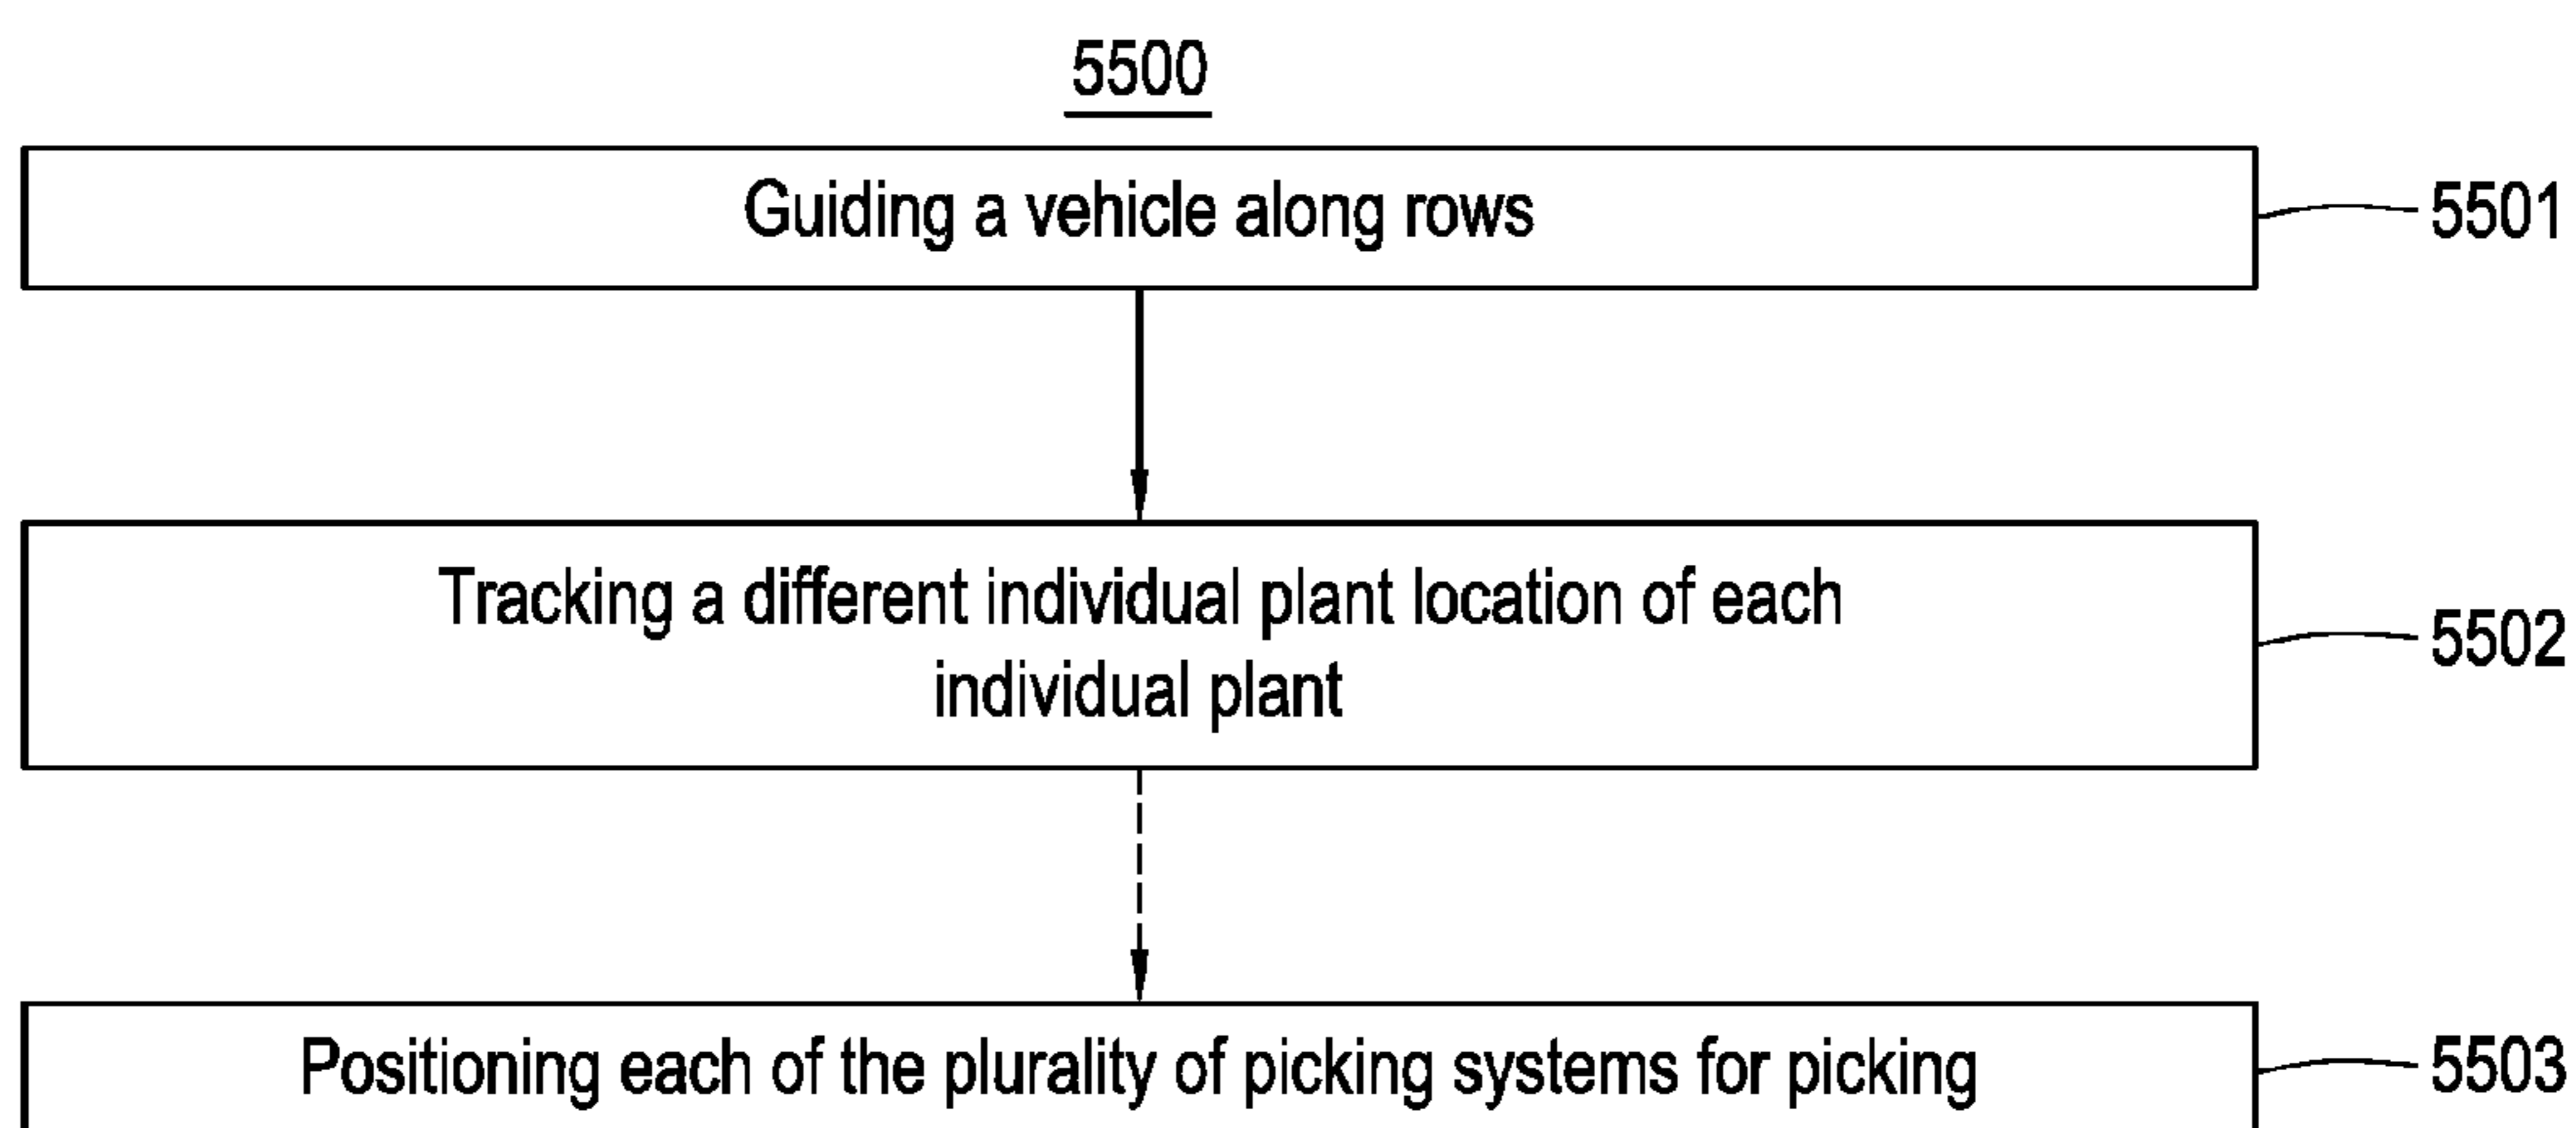 5500
Guiding a vehicle along rows
5501
Tracking a different individual plant location of each
individual plant
5502
Positioning each of the plurality of picking systems for picking
5503